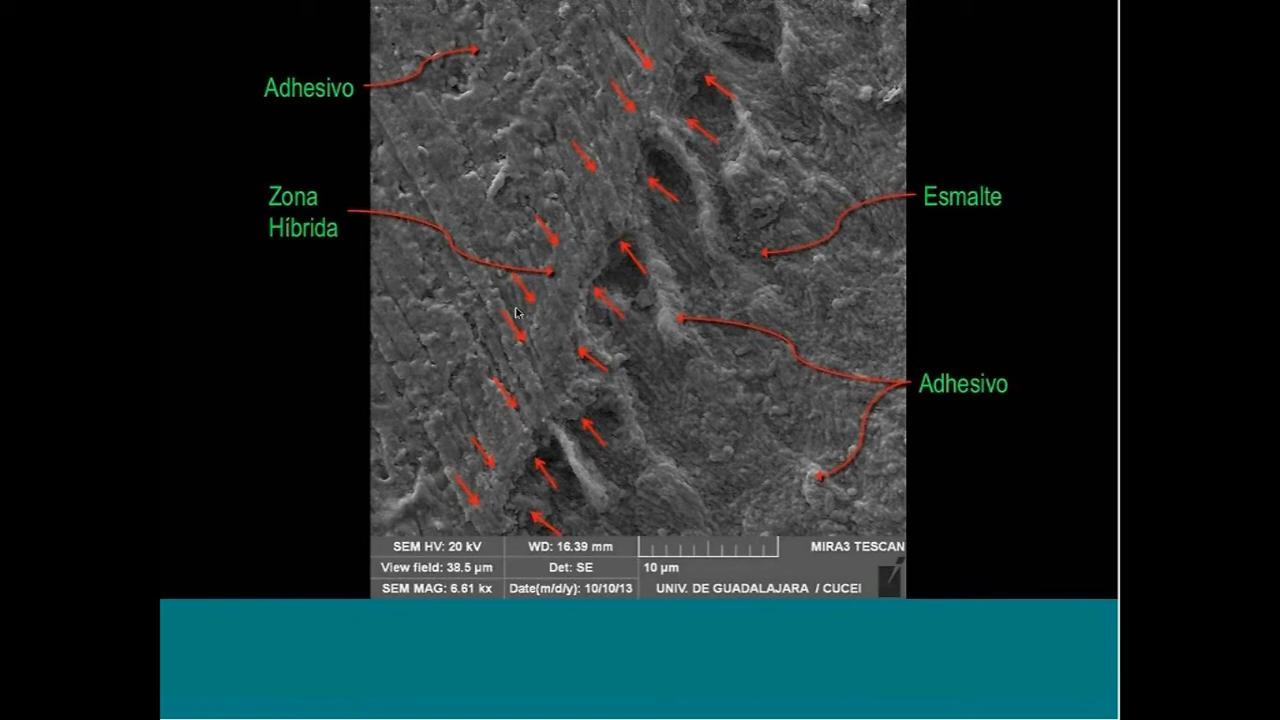 Adhesivo
Zona
Híbrida
Esmalte
Adhesivo
SEM HV: 20 kV
WD: 16.39 mm
MIRA3 TESCAN
View field: 38.5 µm
Det: SE
10 µm
SEM MAG: 6.61 kx
Date(m/d/y): 10/10/13
UNIV. DE GUADALAJARA / CUCEI